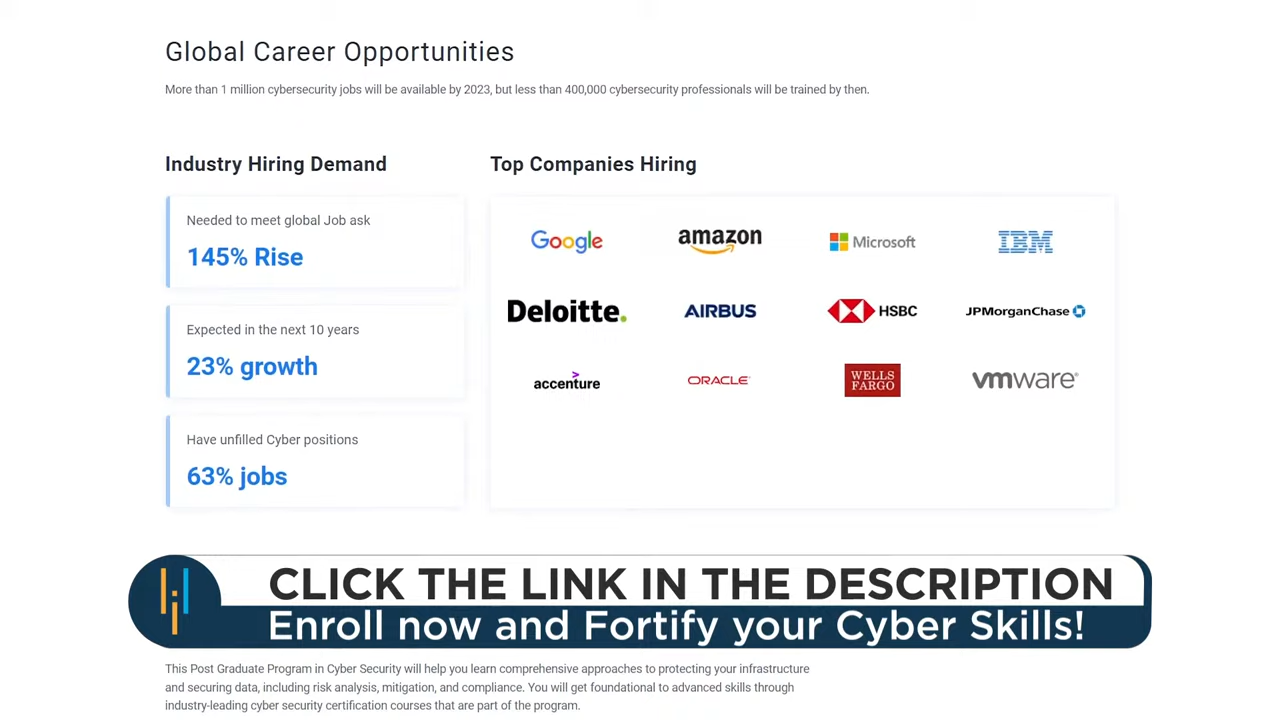 Global Career Opportunities
More than 1 million cybersecurity jobs will be available by 2023, but less than 400,000 cybersecurity professionals will be trained by then.
Industry Hiring Demand
Needed to meet global Job ask
145% Rise
Expected in the next 10 years
23% growth
Have unfilled Cyber positions
63% jobs
Top Companies Hiring
Google
amazon
Microsoft
IBM
Deloitte.
AIRBUS
HSBC
JPMorganChase
accenture
ORACLE
WELLS
FARGO
vmware®
CLICK THE LINK IN THE DESCRIPTION
Enroll now and Fortify your Cyber Skills!
This Post Graduate Program in Cyber Security will help you learn comprehensive approaches to protecting your infrastructure
and securing data, including risk analysis, mitigation, and compliance. You will get foundational to advanced skills through
industry-leading cyber security certification courses that are part of the program.